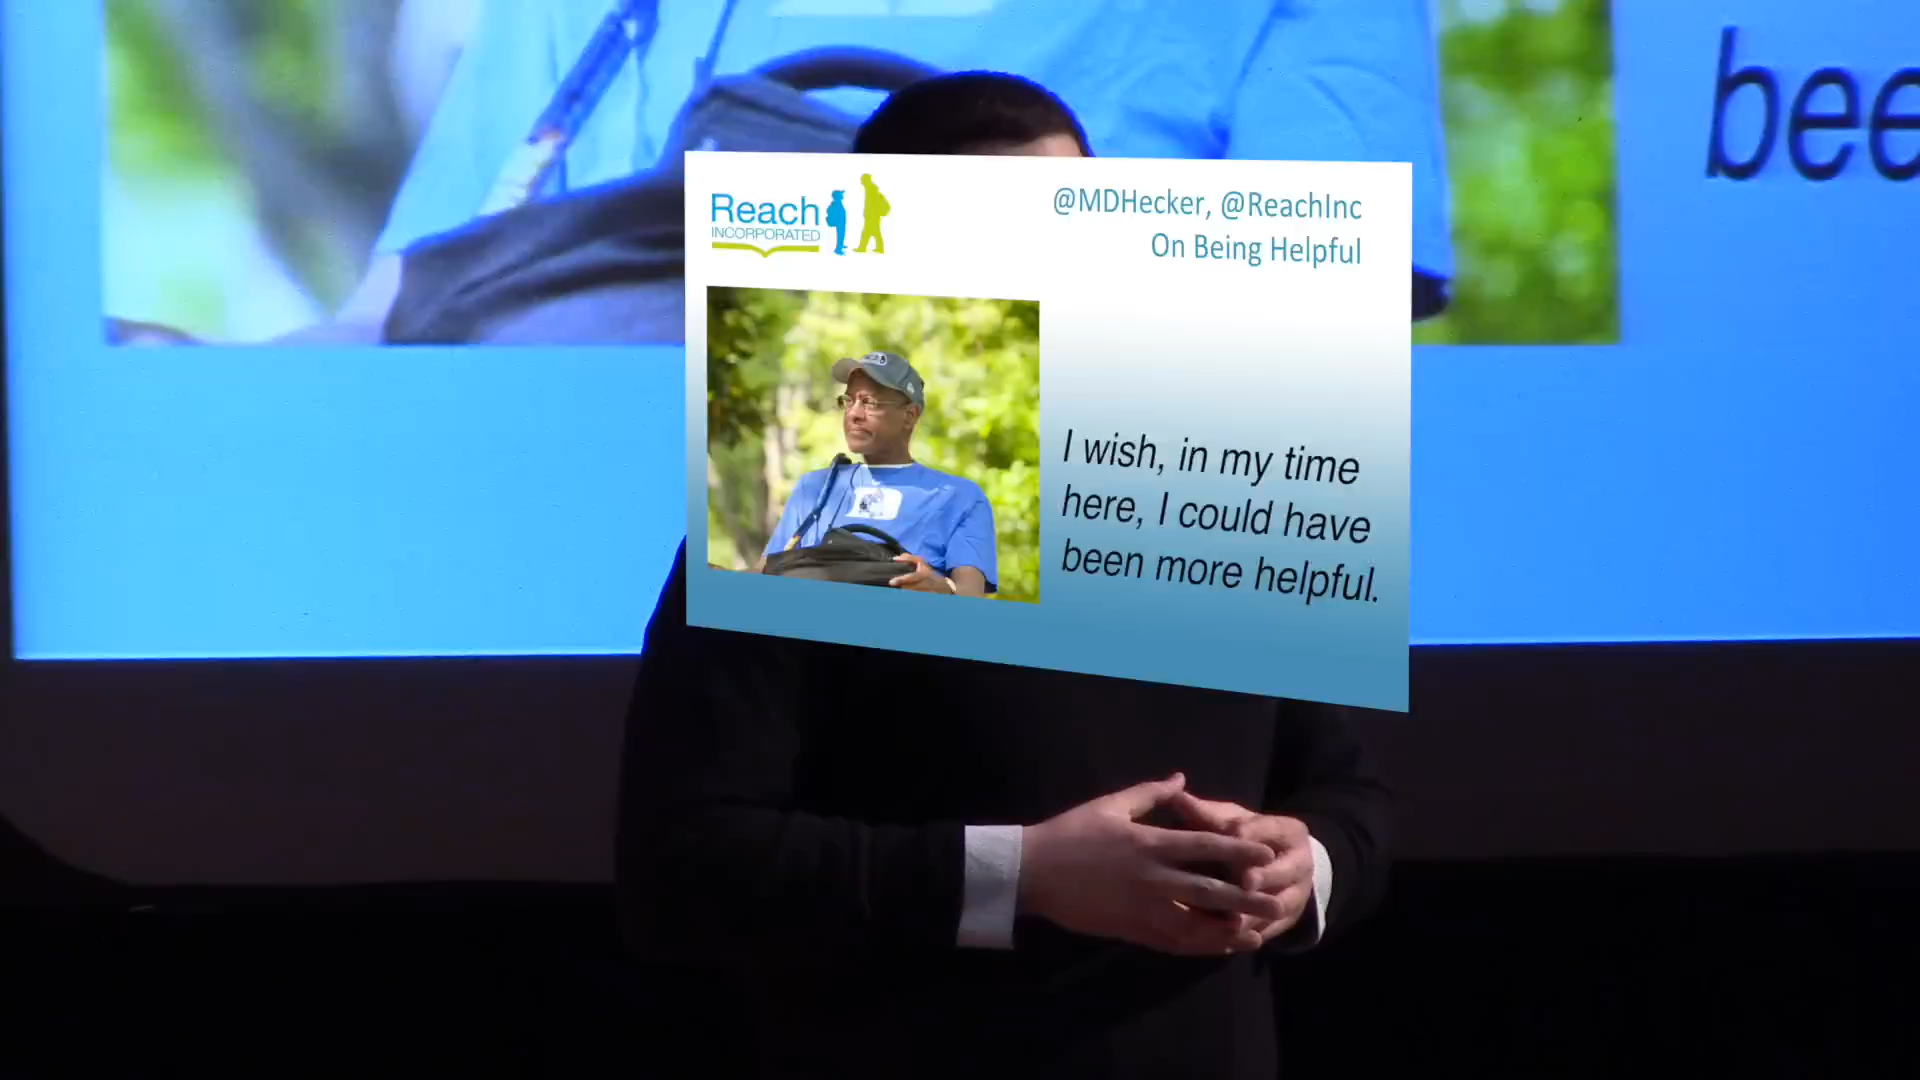 bee
Reach
INCORPORATED
@MDHecker, @ReachInc
On Being Helpful
I wish, in my time
here, I could have
been more helpful.